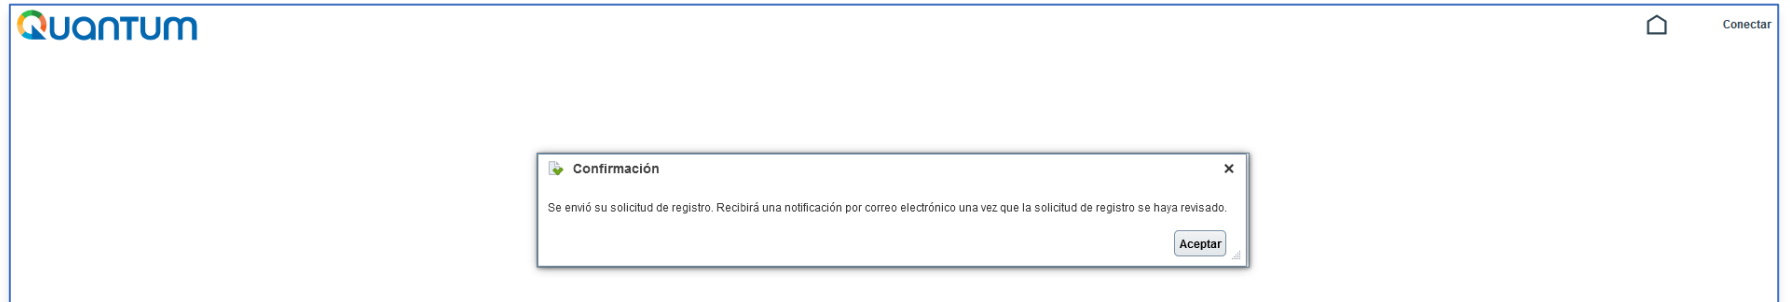 Quantum
Conectar
Confirmación
Se envió su solicitud de registro. Recibirá una notificación por correo electrónico una vez que la solicitud de registro se haya revisado.
Aceptar